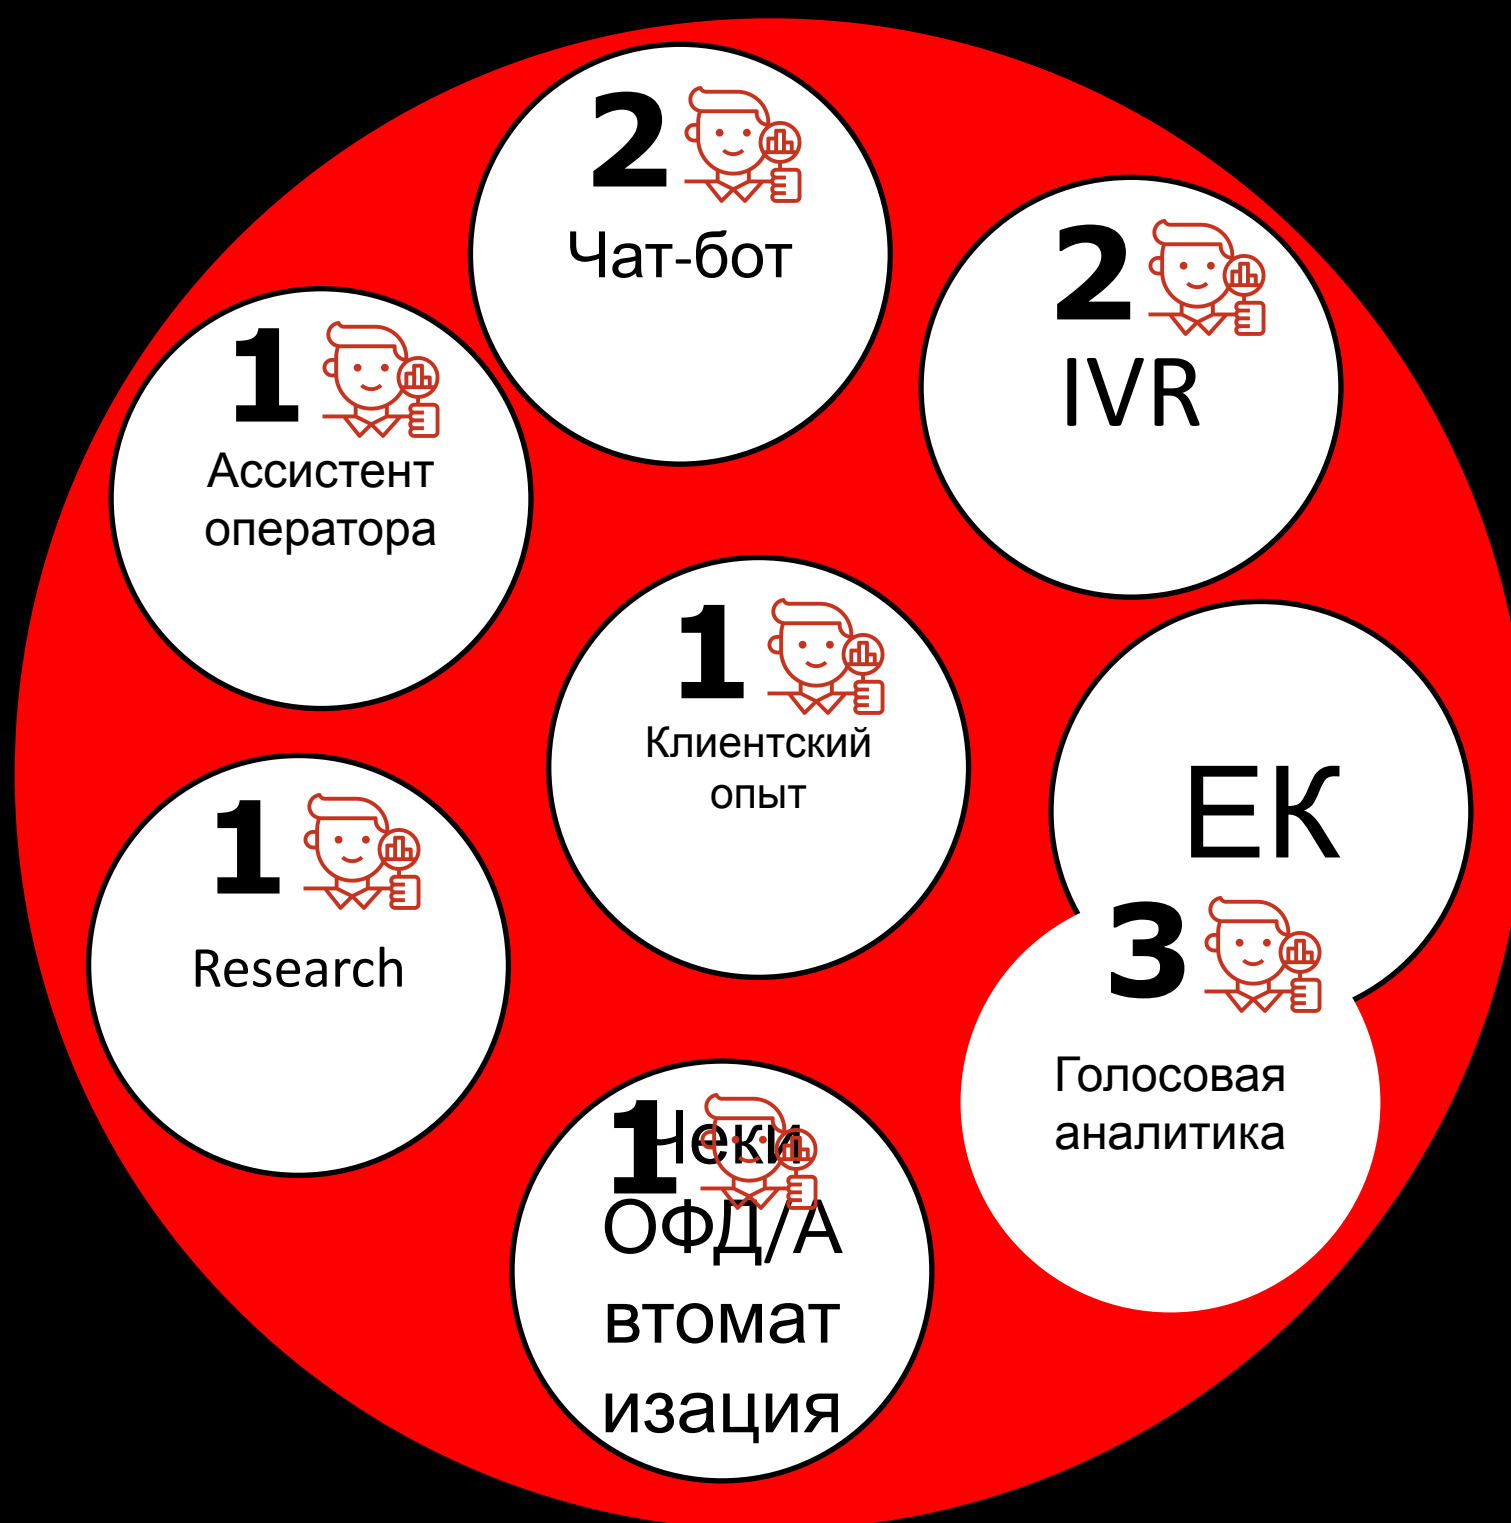 2
Чат-бот
2
IVR
1
Ассистент
оператора
1
Клиентский
опыт
ЕК
1
Research
3
Голосовая
аналитика
1
Чеки
ОФД/А
втомат
изация